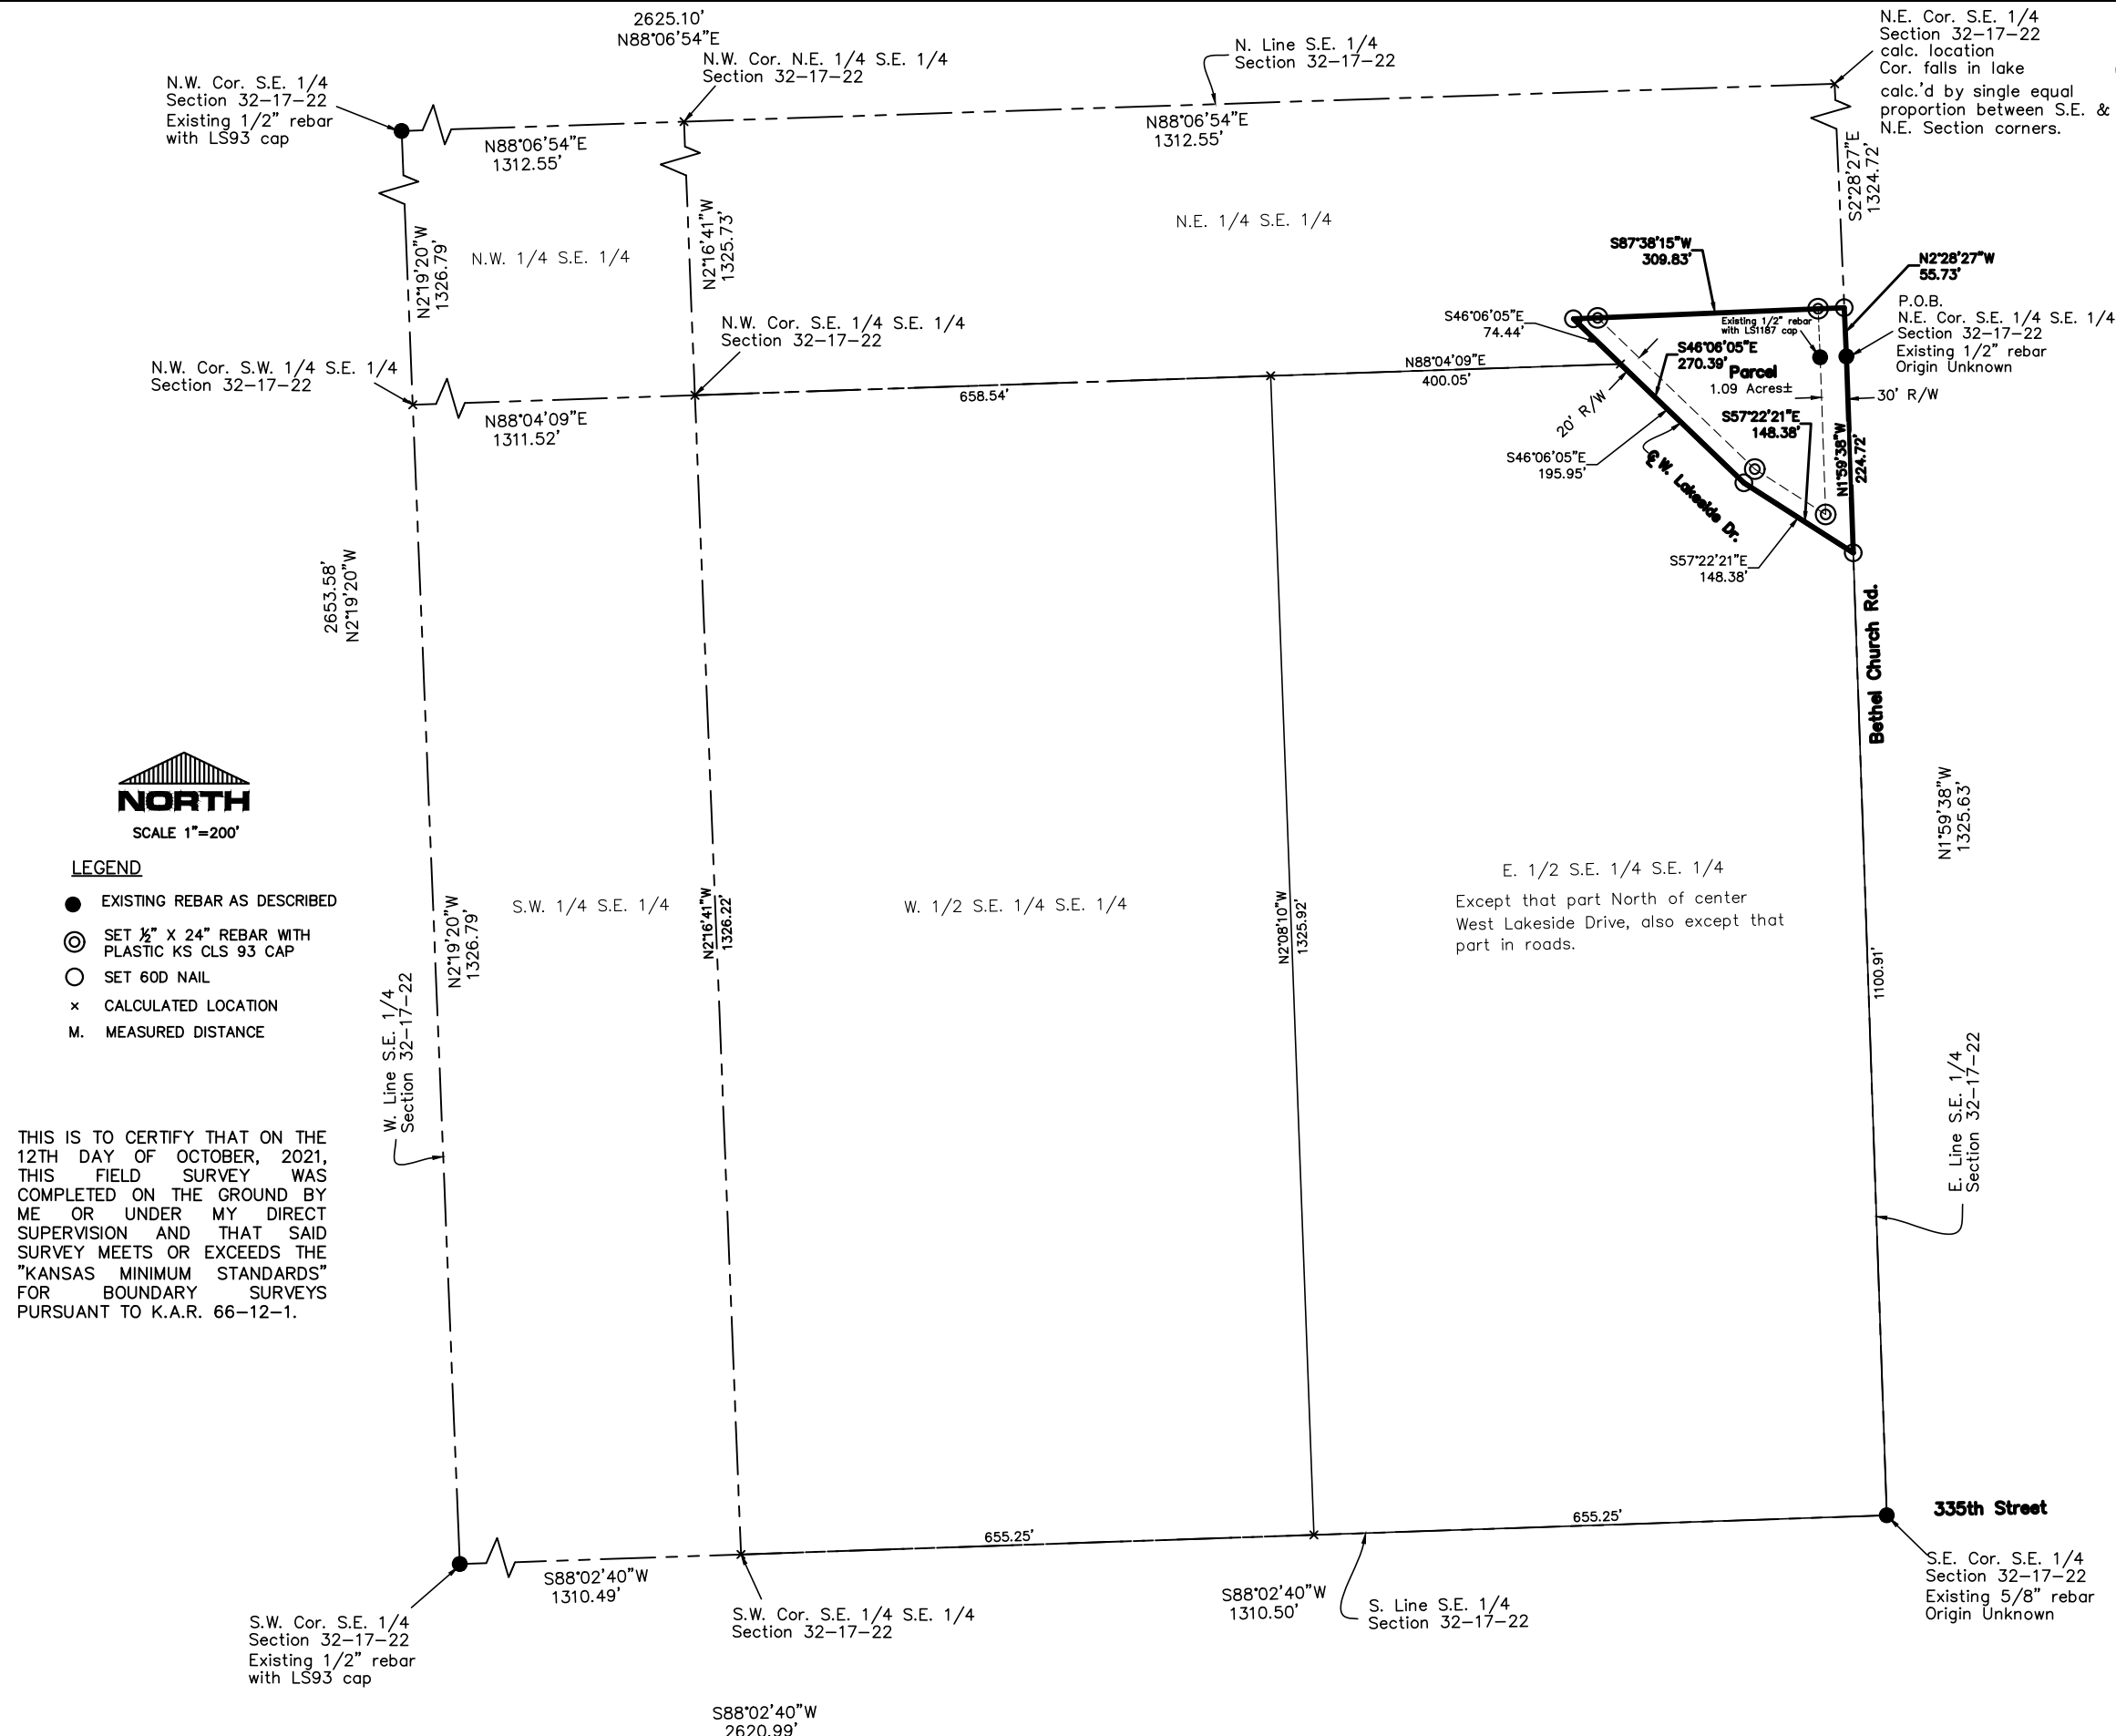 2625.10'
N88°06'54"E
N.W. Cor. N.E. 1/4 S.E. 1/4
Section 32-17-22
N. Line S.E. 1/4
Section 32-17-22
N.E. Cor. S.E. 1/4
Section 32-17-22
calc. location
Cor. falls in lake
calc.'d by single equal
proportion between S.E. &
N.E. Section corners.
N.W. Cor. S.E. 1/4
Section 32-17-22
Existing 1/2" rebar
with LS93 cap
N88°06'54"E
1312.55'
N88°06'54"E
1312.55'
S2°28'27"E
1324.72'
N2°19'20"W
1326.79'
N.W. 1/4 S.E. 1/4
N2°16'41"W
1325.73'
N.E. 1/4 S.E. 1/4
S87°38'15"W
309.83'
N2°28'27"W
55.73'
P.O.B.
N.E. Cor. S.E. 1/4 S.E. 1/4
Section 32-17-22
Existing 1/2" rebar
Origin Unknown
S46°06'05"E
74.44'
Existing 1/2" rebar
with LS1187 cap
S46°06'05"E
270.39'
Parcel
1.09 Acres±
30' R/W
N.W. Cor. S.E. 1/4 S.E. 1/4
Section 32-17-22
N.W. Cor. S.W. 1/4 S.E. 1/4
Section 32-17-22
N88°04'09"E
1311.52'
658.54'
N88°04'09"E
400.05'
20' R/W
S57°22'21"E
148.38'
N1°59'38"W
224.72'
S46°06'05"E
195.95'
℄ W. Lakeside Dr.
S57°22'21"E
148.38'
2653.58'
N2°19'20"W
Bethel Church Rd.
N1°59'38"W
1325.63'
NORTH
SCALE 1"=200'
LEGEND
EXISTING REBAR AS DESCRIBED
SET ½" X 24" REBAR WITH
PLASTIC KS CLS 93 CAP
SET 60D NAIL
× CALCULATED LOCATION
M. MEASURED DISTANCE
N2°19'20"W
1326.79'
S.W. 1/4 S.E. 1/4
N2°16'41"W
1326.22'
W. 1/2 S.E. 1/4 S.E. 1/4
N2°08'10"W
1325.92'
E. 1/2 S.E. 1/4 S.E. 1/4
Except that part North of center
West Lakeside Drive, also except that
part in roads.
1100.91'
W. Line S.E. 1/4
Section 32-17-22
E. Line S.E. 1/4
Section 32-17-22
THIS IS TO CERTIFY THAT ON THE
12TH DAY OF OCTOBER, 2021,
THIS FIELD SURVEY WAS
COMPLETED ON THE GROUND BY
ME OR UNDER MY DIRECT
SUPERVISION AND THAT SAID
SURVEY MEETS OR EXCEEDS THE
"KANSAS MINIMUM STANDARDS"
FOR BOUNDARY SURVEYS
PURSUANT TO K.A.R. 66-12-1.
655.25'
655.25'
335th Street
S88°02'40"W
1310.49'
S88°02'40"W
1310.50'
S. Line S.E. 1/4
Section 32-17-22
S.E. Cor. S.E. 1/4
Section 32-17-22
Existing 5/8" rebar
Origin Unknown
S.W. Cor. S.E. 1/4 S.E. 1/4
Section 32-17-22
S.W. Cor. S.E. 1/4
Section 32-17-22
Existing 1/2" rebar
with LS93 cap
S88°02'40"W
2620.99'